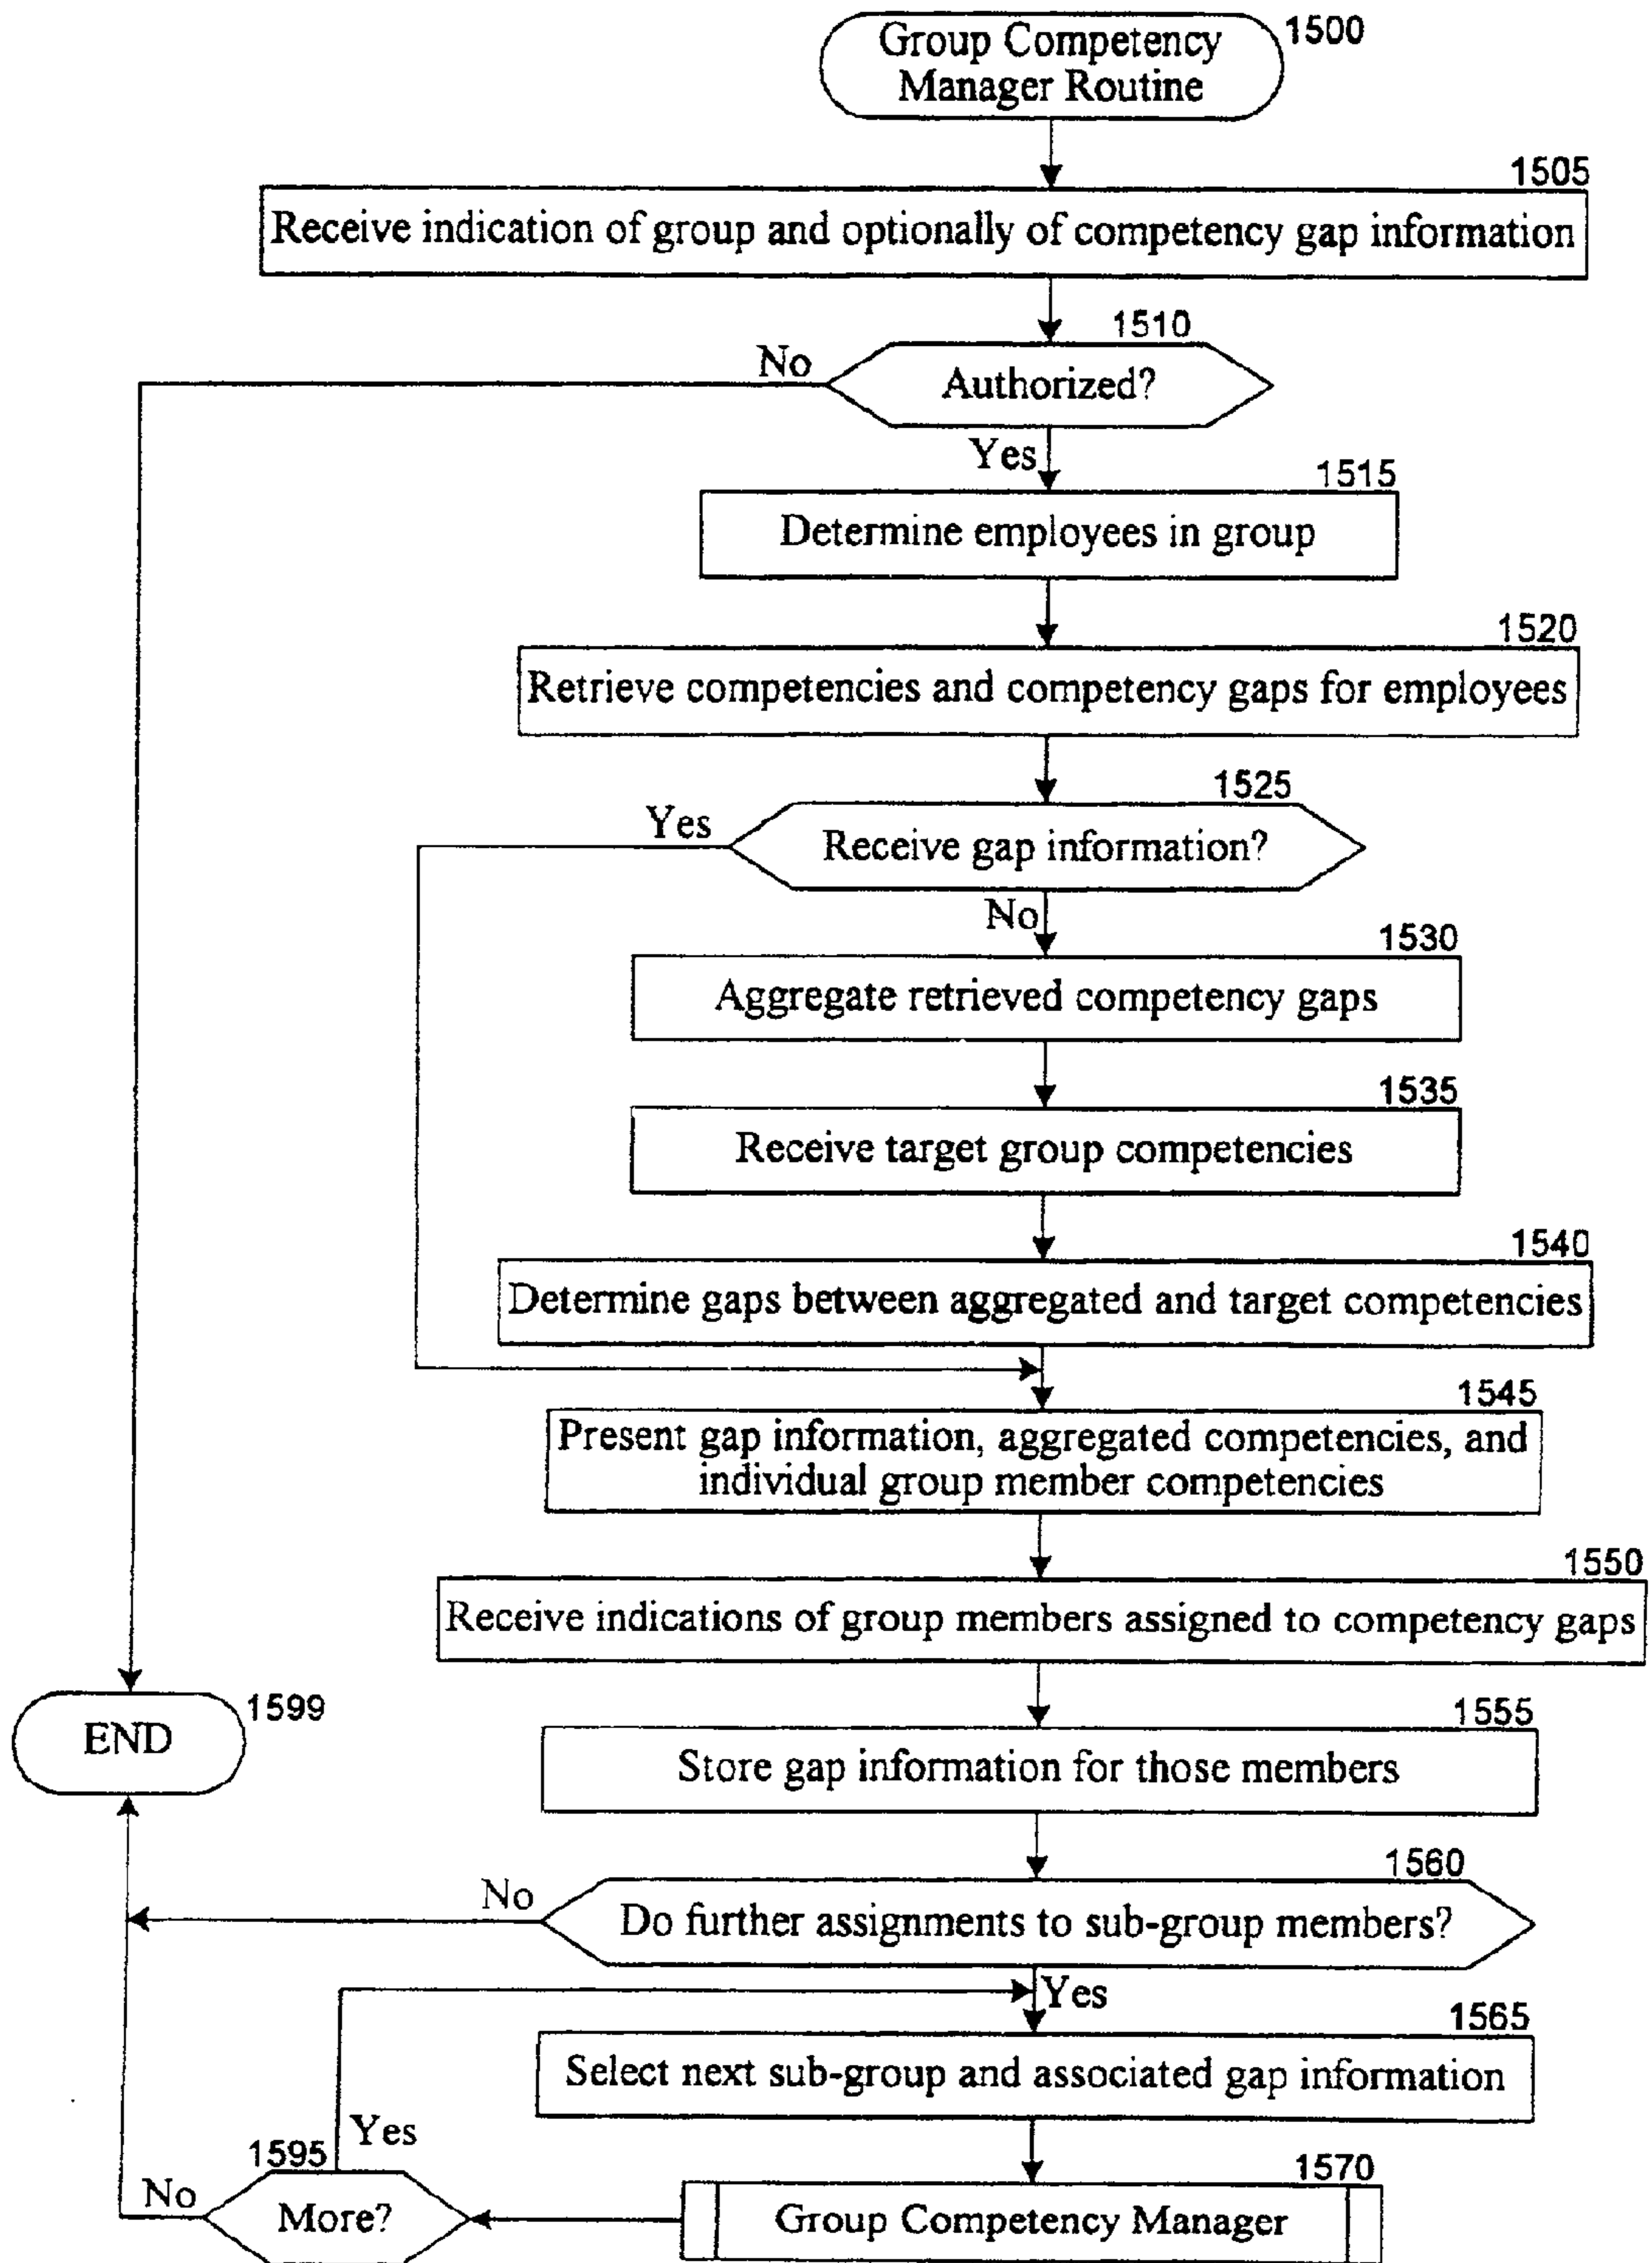 Group Competency
Manager Routine
1500
1505
Receive indication of group and optionally of competency gap information
1510
No
Authorized?
Yes
1515
Determine employees in group
1520
Retrieve competencies and competency gaps for employees
1525
Yes
Receive gap information?
No
1530
Aggregate retrieved competency gaps
1535
Receive target group competencies
1540
Determine gaps between aggregated and target competencies
1545
Present gap information, aggregated competencies, and
individual group member competencies
1550
Receive indications of group members assigned to competency gaps
1599
END
1555
Store gap information for those members
1560
No
Do further assignments to sub-group members?
Yes
1565
Select next sub-group and associated gap information
Yes
1595
No
More?
1570
Group Competency Manager